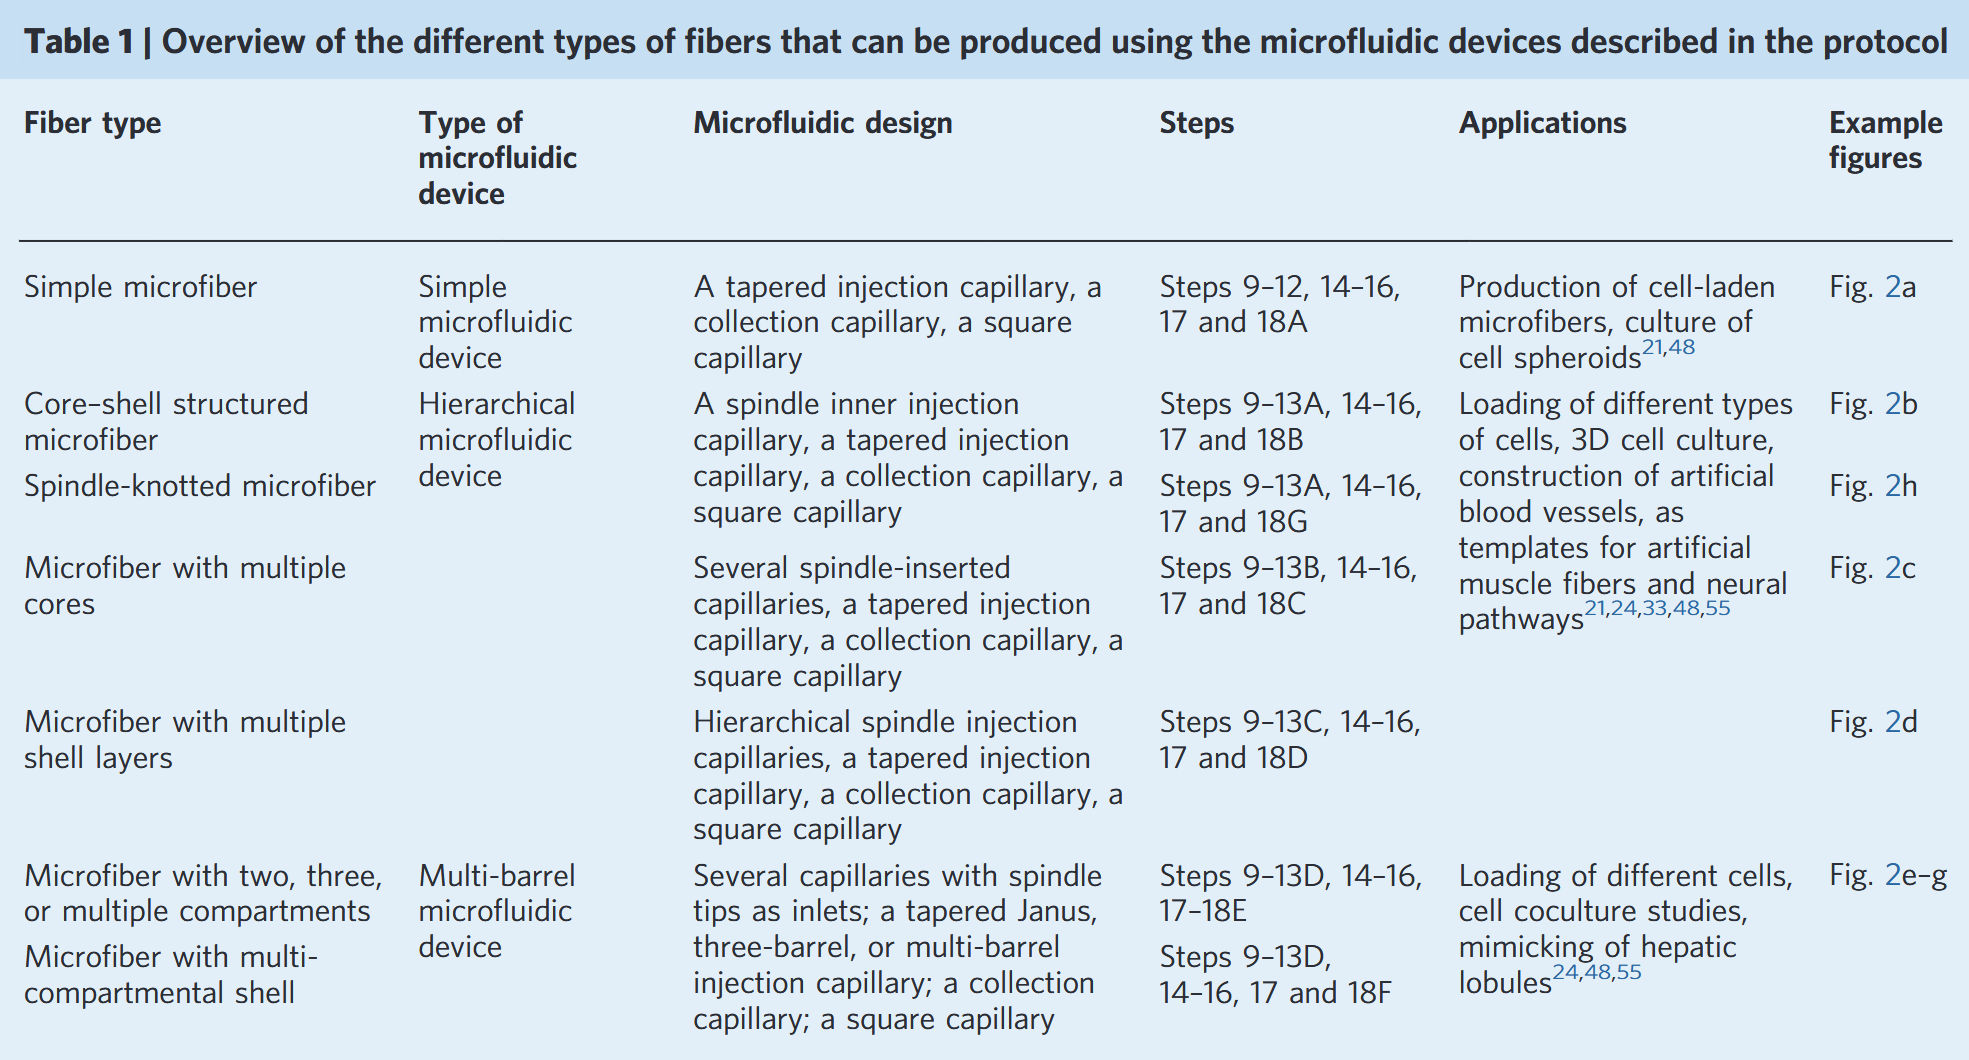 Table 1 | Overview of the different types of fibers that can be produced using the microfluidic devices described in the protocol
Fiber type
Type of
microfluidic
device
Microfluidic design
Steps
Applications
Example
figures
Simple microfiber
Simple
microfluidic
device
A tapered injection capillary, a
collection capillary, a square
capillary
Steps 9–12, 14–16,
17 and 18A
Production of cell-laden
microfibers, culture of
cell spheroids21,48
Fig. 2a
Core–shell structured
microfiber
Hierarchical
microfluidic
device
A spindle inner injection
capillary, a tapered injection
capillary, a collection capillary, a
square capillary
Steps 9–13A, 14–16,
17 and 18B
Loading of different types
of cells, 3D cell culture,
construction of artificial
blood vessels, as
templates for artificial
muscle fibers and neural
pathways21,24,33,48,55
Fig. 2b
Spindle-knotted microfiber
Steps 9–13A, 14–16,
17 and 18G
Fig. 2h
Microfiber with multiple
cores
Several spindle-inserted
capillaries, a tapered injection
capillary, a collection capillary, a
square capillary
Steps 9–13B, 14–16,
17 and 18C
Fig. 2c
Microfiber with multiple
shell layers
Hierarchical spindle injection
capillaries, a tapered injection
capillary, a collection capillary, a
square capillary
Steps 9–13C, 14–16,
17 and 18D
Fig. 2d
Microfiber with two, three,
or multiple compartments
Multi-barrel
microfluidic
device
Several capillaries with spindle
tips as inlets; a tapered Janus,
three-barrel, or multi-barrel
injection capillary; a collection
capillary; a square capillary
Steps 9–13D, 14–16,
17–18E
Loading of different cells,
cell coculture studies,
mimicking of hepatic
lobules24,48,55
Fig. 2e–g
Microfiber with multi-
compartmental shell
Steps 9–13D,
14–16, 17 and 18F